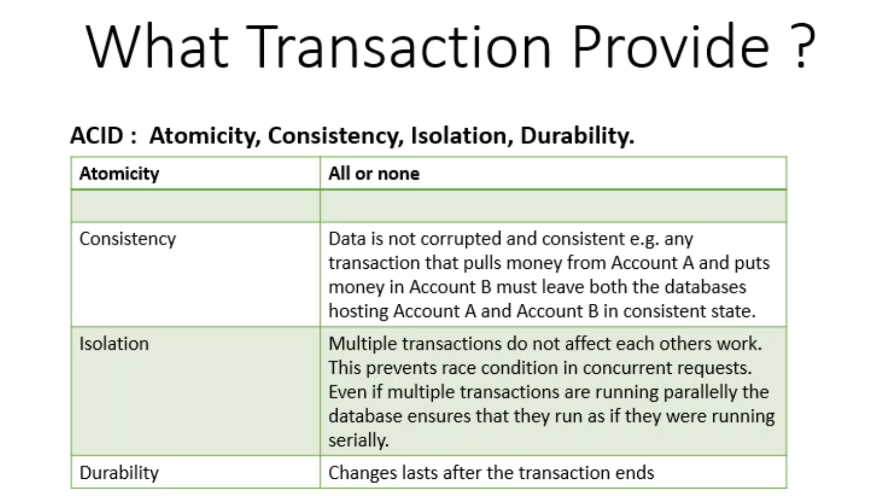 What Transaction Provide ?
ACID : Atomicity, Consistency, Isolation, Durability.
Atomicity
All or none
Consistency
Data is not corrupted and consistent e.g. any
transaction that pulls money from Account A and puts
money in Account B must leave both the databases
hosting Account A and Account B in consistent state.
Isolation
Multiple transactions do not affect each others work.
This prevents race condition in concurrent requests.
Even if multiple transactions are running parallelly the
database ensures that they run as if they were running
serially.
Durability
Changes lasts after the transaction ends